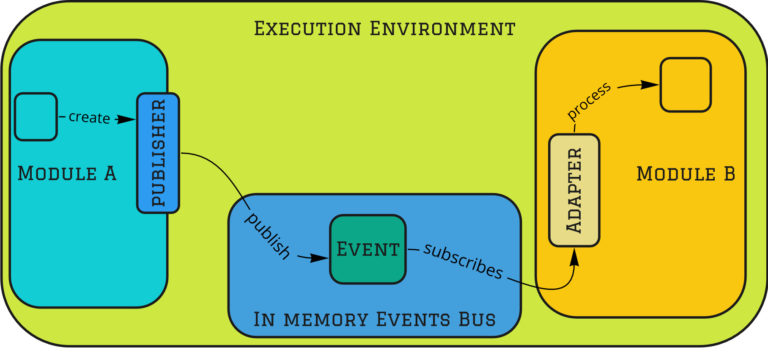 Execution Environment
create
PUBLISHER
Module A
publish
Event
subscribes
In memory Events Bus
Adapter
process
Module B